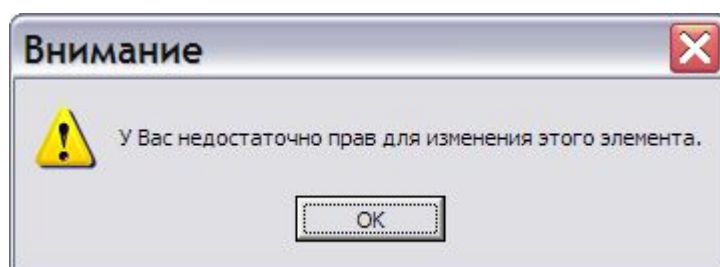 Внимание
У Вас недостаточно прав для изменения этого элемента.
OK